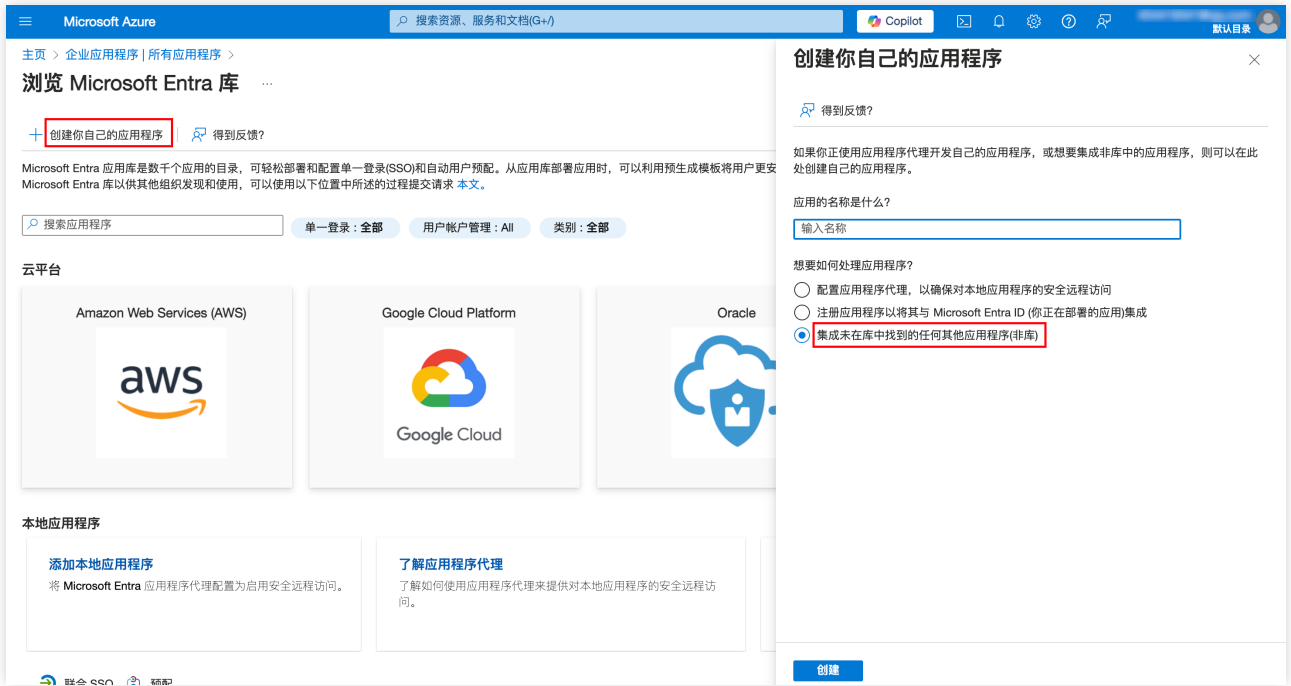 Microsoft Azure
搜索资源、服务和文档(G+/)
Copilot
默认目录
主页 > 企业应用程序 | 所有应用程序 >
浏览 Microsoft Entra 库 ...
创建你自己的应用程序
得到反馈?
Microsoft Entra 应用库是数千个应用的目录，可轻松部署和配置单一登录(SSO)和自动用户预配。从应用库部署应用时，可以利用预生成模板将用户更安
Microsoft Entra 库以供其他组织发现和使用，可以使用以下位置中所述的过程提交请求 本文。
搜索应用程序
单一登录 : 全部
用户帐户管理 : All
类别 : 全部
云平台
Amazon Web Services (AWS)
aws
Google Cloud Platform
Google Cloud
Oracle
本地应用程序
添加本地应用程序
将 Microsoft Entra 应用程序代理配置为启用安全远程访问。
了解应用程序代理
了解如何使用应用程序代理来提供对本地应用程序的安全远程访
问。
联合 SSO
预配
创建你自己的应用程序
得到反馈?
如果你正使用应用程序代理开发自己的应用程序，或想要集成非库中的应用程序，则可以在此
处创建自己的应用程序。
应用的名称是什么?
输入名称
想要如何处理应用程序?
配置应用程序代理，以确保对本地应用程序的安全远程访问
注册应用程序以将其与 Microsoft Entra ID (你正在部署的应用)集成
集成未在库中找到的任何其他应用程序(非库)
创建